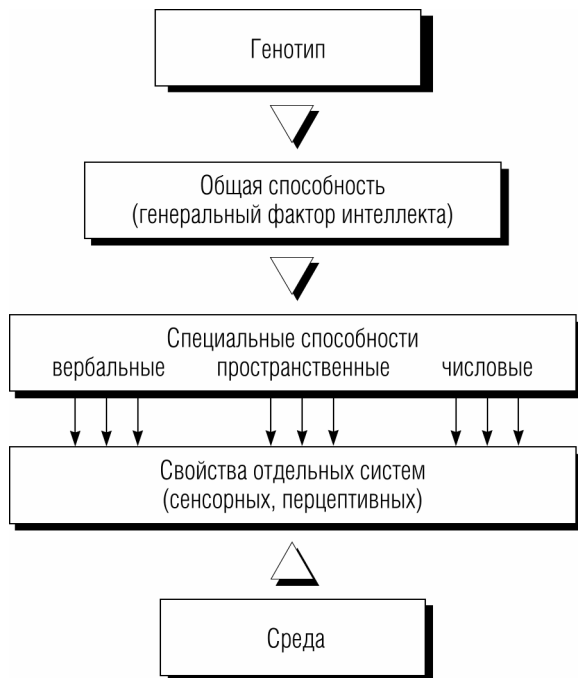 Генотип
Общая способность
(генеральный фактор интеллекта)
Специальные способности
вербальные пространственные числовые
Свойства отдельных систем
(сенсорных, перцептивных)
Среда